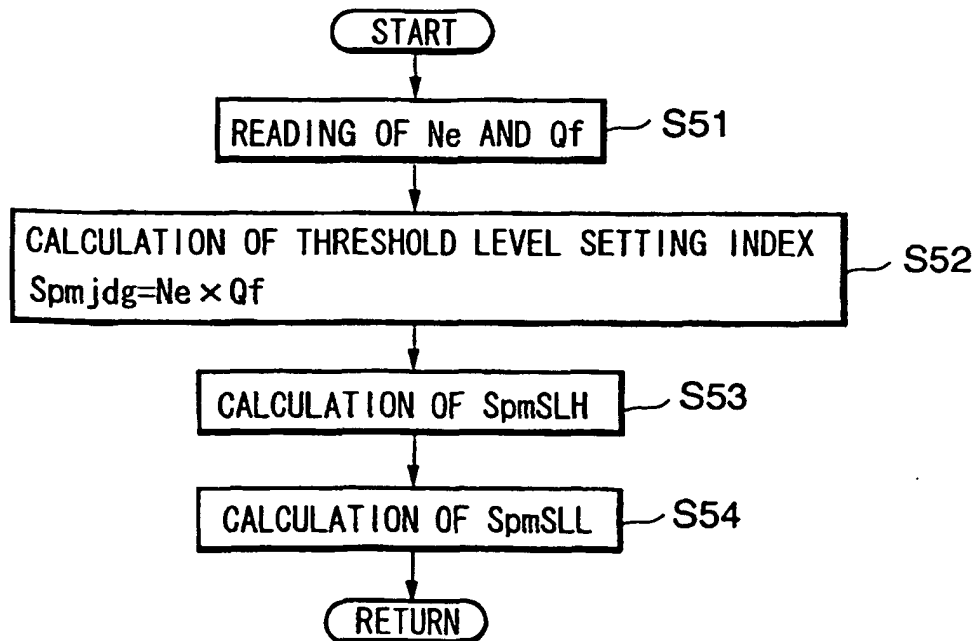 START
READING OF Ne AND Qf
S51
CALCULATION OF THRESHOLD LEVEL SETTING INDEX
Spmjdg=Ne×Qf
S52
CALCULATION OF SpmSLH
S53
CALCULATION OF SpmSLL
S54
RETURN